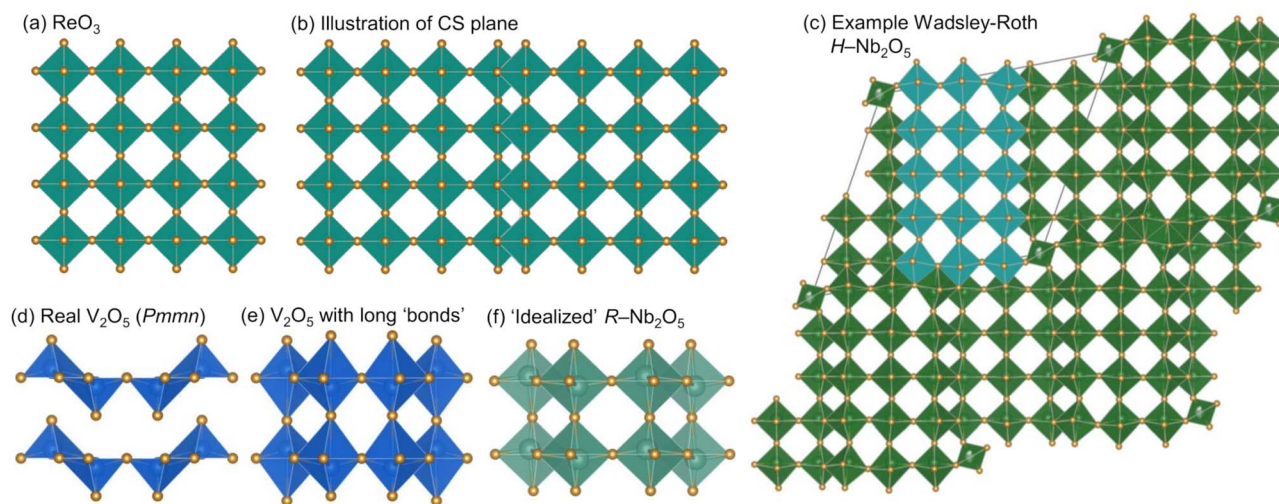 (a) ReO₃
(b) Illustration of CS plane
(c) Example Wadsley-Roth
H–Nb₂O₅
(d) Real V₂O₅ (Pmmn)
(e) V₂O₅ with long ‘bonds’
(f) ‘Idealized’ R–Nb₂O₅